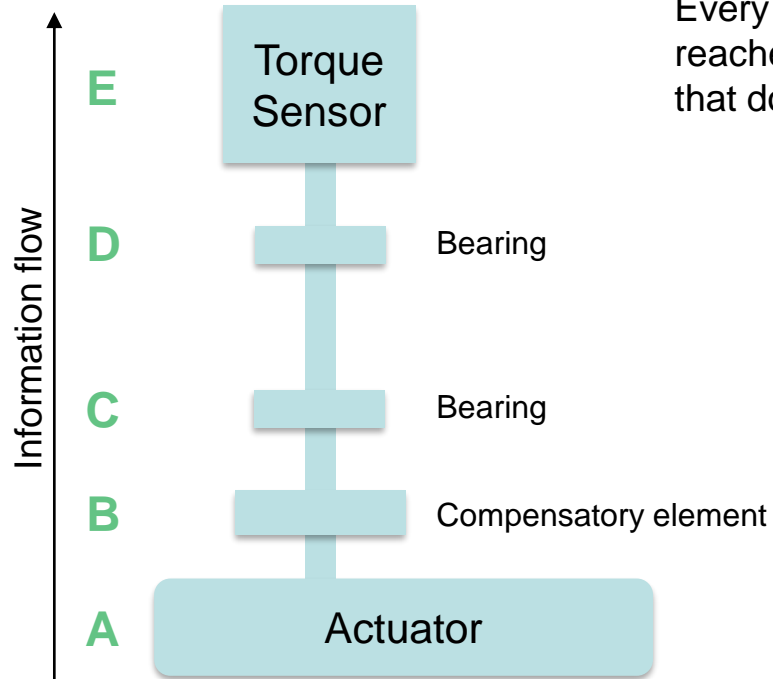 Every
reache
that do
E
Torque
Sensor
D
Bearing
C
Bearing
B
Compensatory element
A
Actuator
Information flow